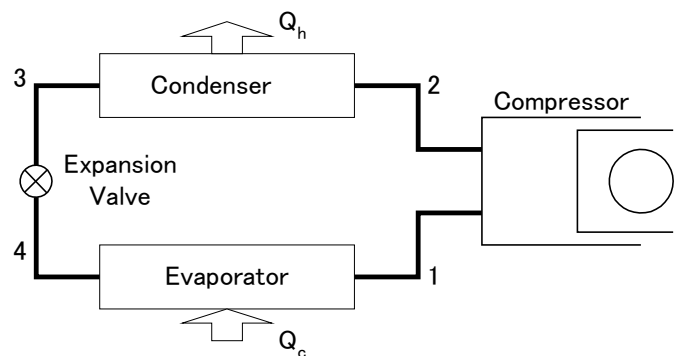 Q_h
3
Condenser
2
Compressor
Expansion
Valve
4
Evaporator
1
Q_c